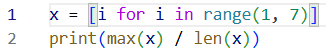 1 x = [i for i in range(1, 7)]
2 print(max(x) / len(x))